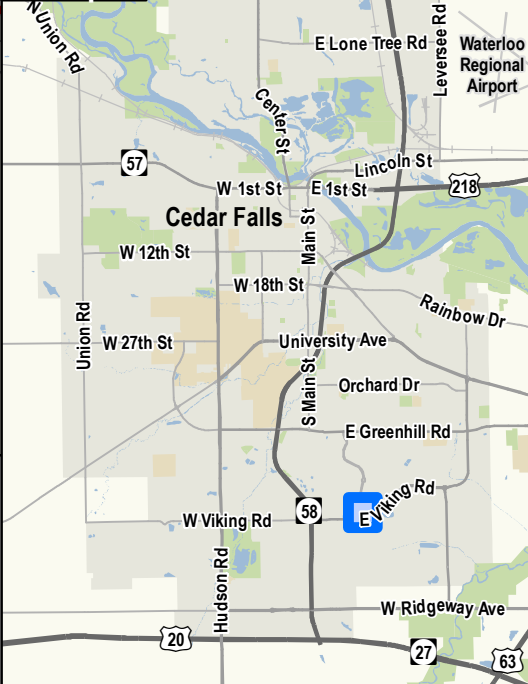 N Union Rd
E Lone Tree Rd
Leversee Rd
Waterloo
Regional
Airport
Center St
57
Lincoln St
W 1st St
E 1st St
218
Cedar Falls
Main St
W 12th St
W 18th St
Rainbow Dr
Union Rd
W 27th St
University Ave
S Main St
Orchard Dr
E Greenhill Rd
E Viking Rd
58
W Viking Rd
Hudson Rd
W Ridgeway Ave
20
27
63